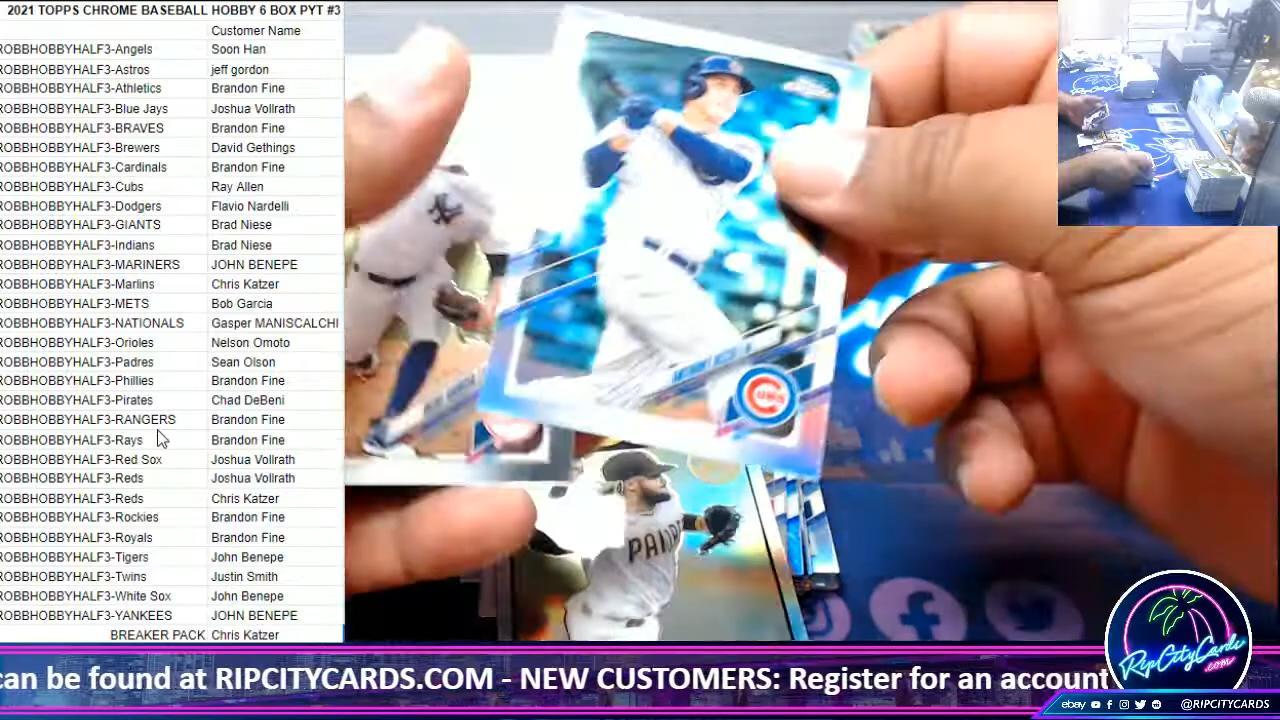 2021 TOPPS CHROME BASEBALL HOBBY 6 BOX PYT #3
Customer Name
ROBBHOBBYHALF3-Angels Soon Han
ROBBHOBBYHALF3-Astros jeff gordon
ROBBHOBBYHALF3-Athletics Brandon Fine
ROBBHOBBYHALF3-Blue Jays Joshua Vollrath
ROBBHOBBYHALF3-BRAVES Brandon Fine
ROBBHOBBYHALF3-Brewers David Gethings
ROBBHOBBYHALF3-Cardinals Brandon Fine
ROBBHOBBYHALF3-Cubs Ray Allen
ROBBHOBBYHALF3-Dodgers Flavio Nardelli
ROBBHOBBYHALF3-GIANTS Brad Niese
ROBBHOBBYHALF3-Indians Brad Niese
ROBBHOBBYHALF3-MARINERS JOHN BENEPE
ROBBHOBBYHALF3-Marlins Chris Katzer
ROBBHOBBYHALF3-METS Bob Garcia
ROBBHOBBYHALF3-NATIONALS Gasper MANISCALCHI
ROBBHOBBYHALF3-Orioles Nelson Omoto
ROBBHOBBYHALF3-Padres Sean Olson
ROBBHOBBYHALF3-Phillies Brandon Fine
ROBBHOBBYHALF3-Pirates Chad DeBeni
ROBBHOBBYHALF3-RANGERS Brandon Fine
ROBBHOBBYHALF3-Rays Brandon Fine
ROBBHOBBYHALF3-Red Sox Joshua Vollrath
ROBBHOBBYHALF3-Reds Joshua Vollrath
ROBBHOBBYHALF3-Reds Chris Katzer
ROBBHOBBYHALF3-Rockies Brandon Fine
ROBBHOBBYHALF3-Royals Brandon Fine
ROBBHOBBYHALF3-Tigers John Benepe
ROBBHOBBYHALF3-Twins Justin Smith
ROBBHOBBYHALF3-White Sox John Benepe
ROBBHOBBYHALF3-YANKEES JOHN BENEPE
BREAKER PACK Chris Katzer
CUBS
PAD
can be found at RIPCITYCARDS.COM - NEW CUSTOMERS: Register for an account
RipCityCards
.com
ebay @RIPCITYCARDS